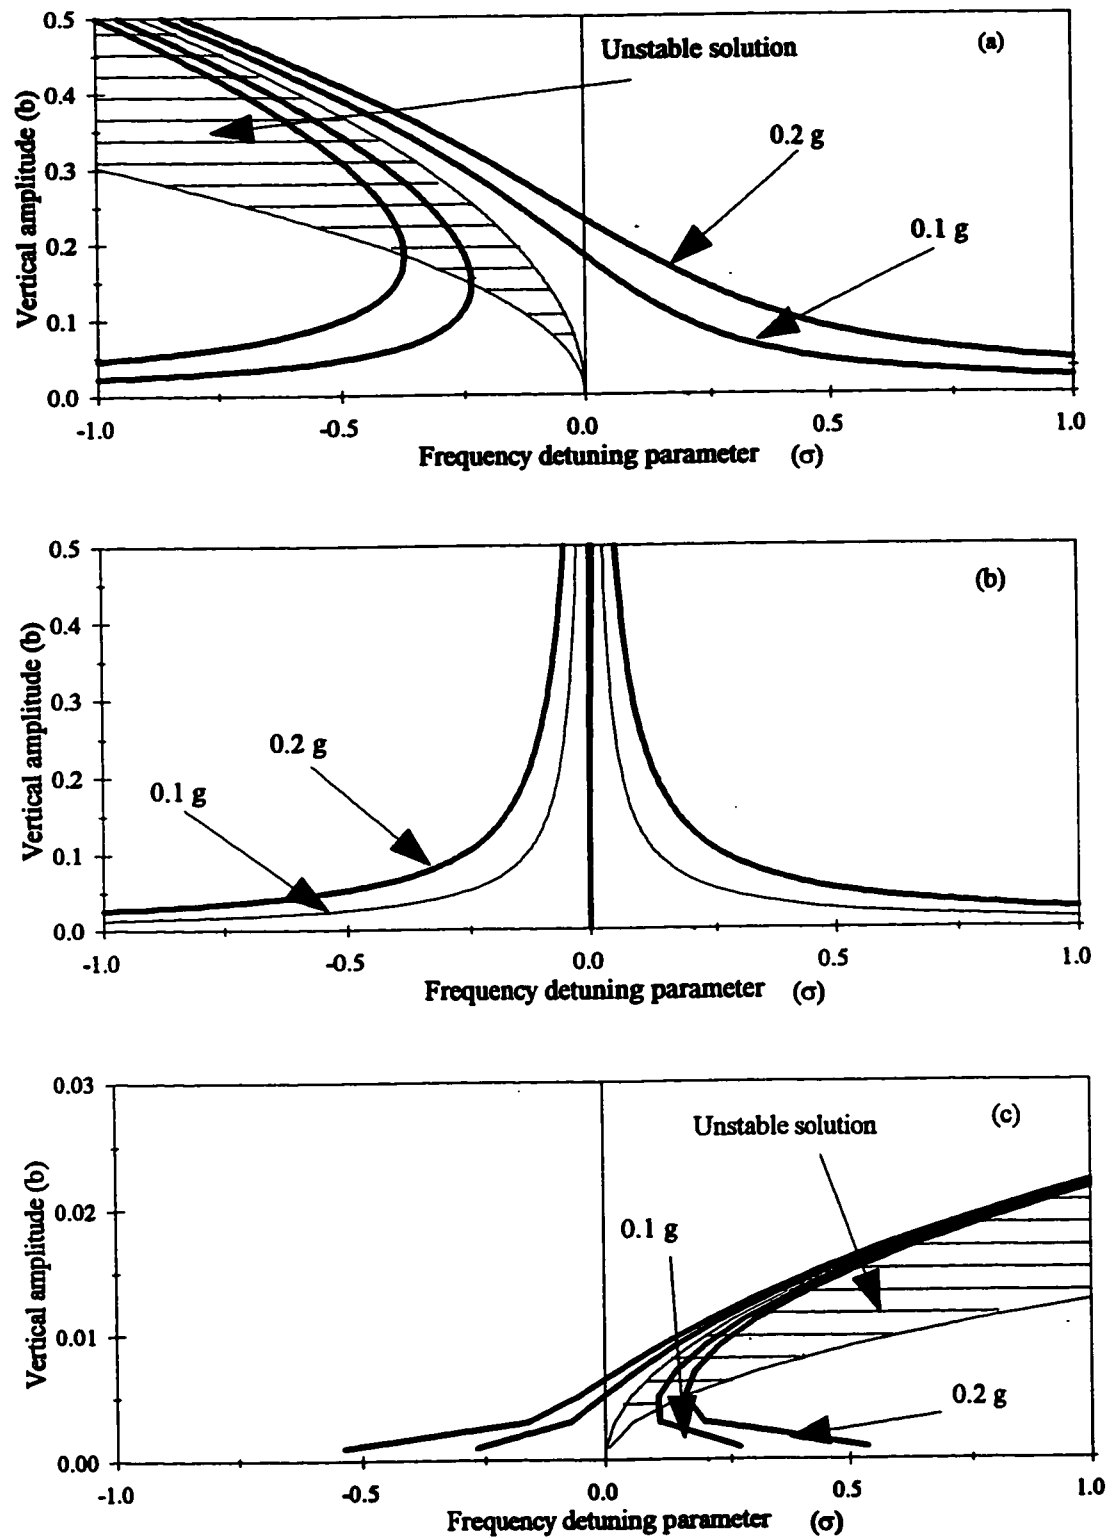 0.5
(a)
Unstable solution
0.4
0.2 g
0.3
0.1 g
0.2
0.1
0.0
Vertical amplitude (b)
-1.0 -0.5 0.0 0.5 1.0
Frequency detuning parameter (σ)
0.5
(b)
0.4
0.3
0.2 g
0.2
0.1 g
0.1
0.0
Vertical amplitude (b)
-1.0 -0.5 0.0 0.5 1.0
Frequency detuning parameter (σ)
0.03
(c)
Unstable solution
0.02
0.1 g
0.01
0.2 g
0.00
Vertical amplitude (b)
-1.0 -0.5 0.0 0.5 1.0
Frequency detuning parameter (σ)